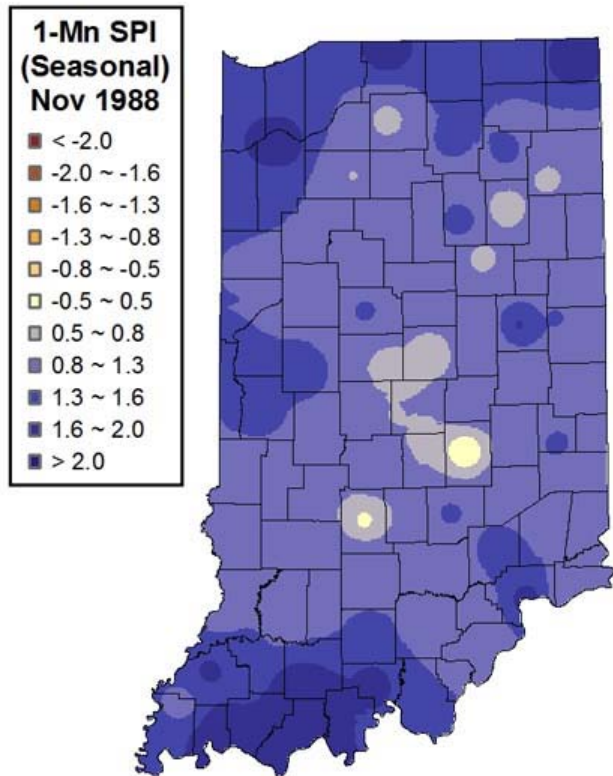 1-Mn SPI
(Seasonal)
Nov 1988
< -2.0
-2.0 ~ -1.6
-1.6 ~ -1.3
-1.3 ~ -0.8
-0.8 ~ -0.5
-0.5 ~ 0.5
0.5 ~ 0.8
0.8 ~ 1.3
1.3 ~ 1.6
1.6 ~ 2.0
> 2.0